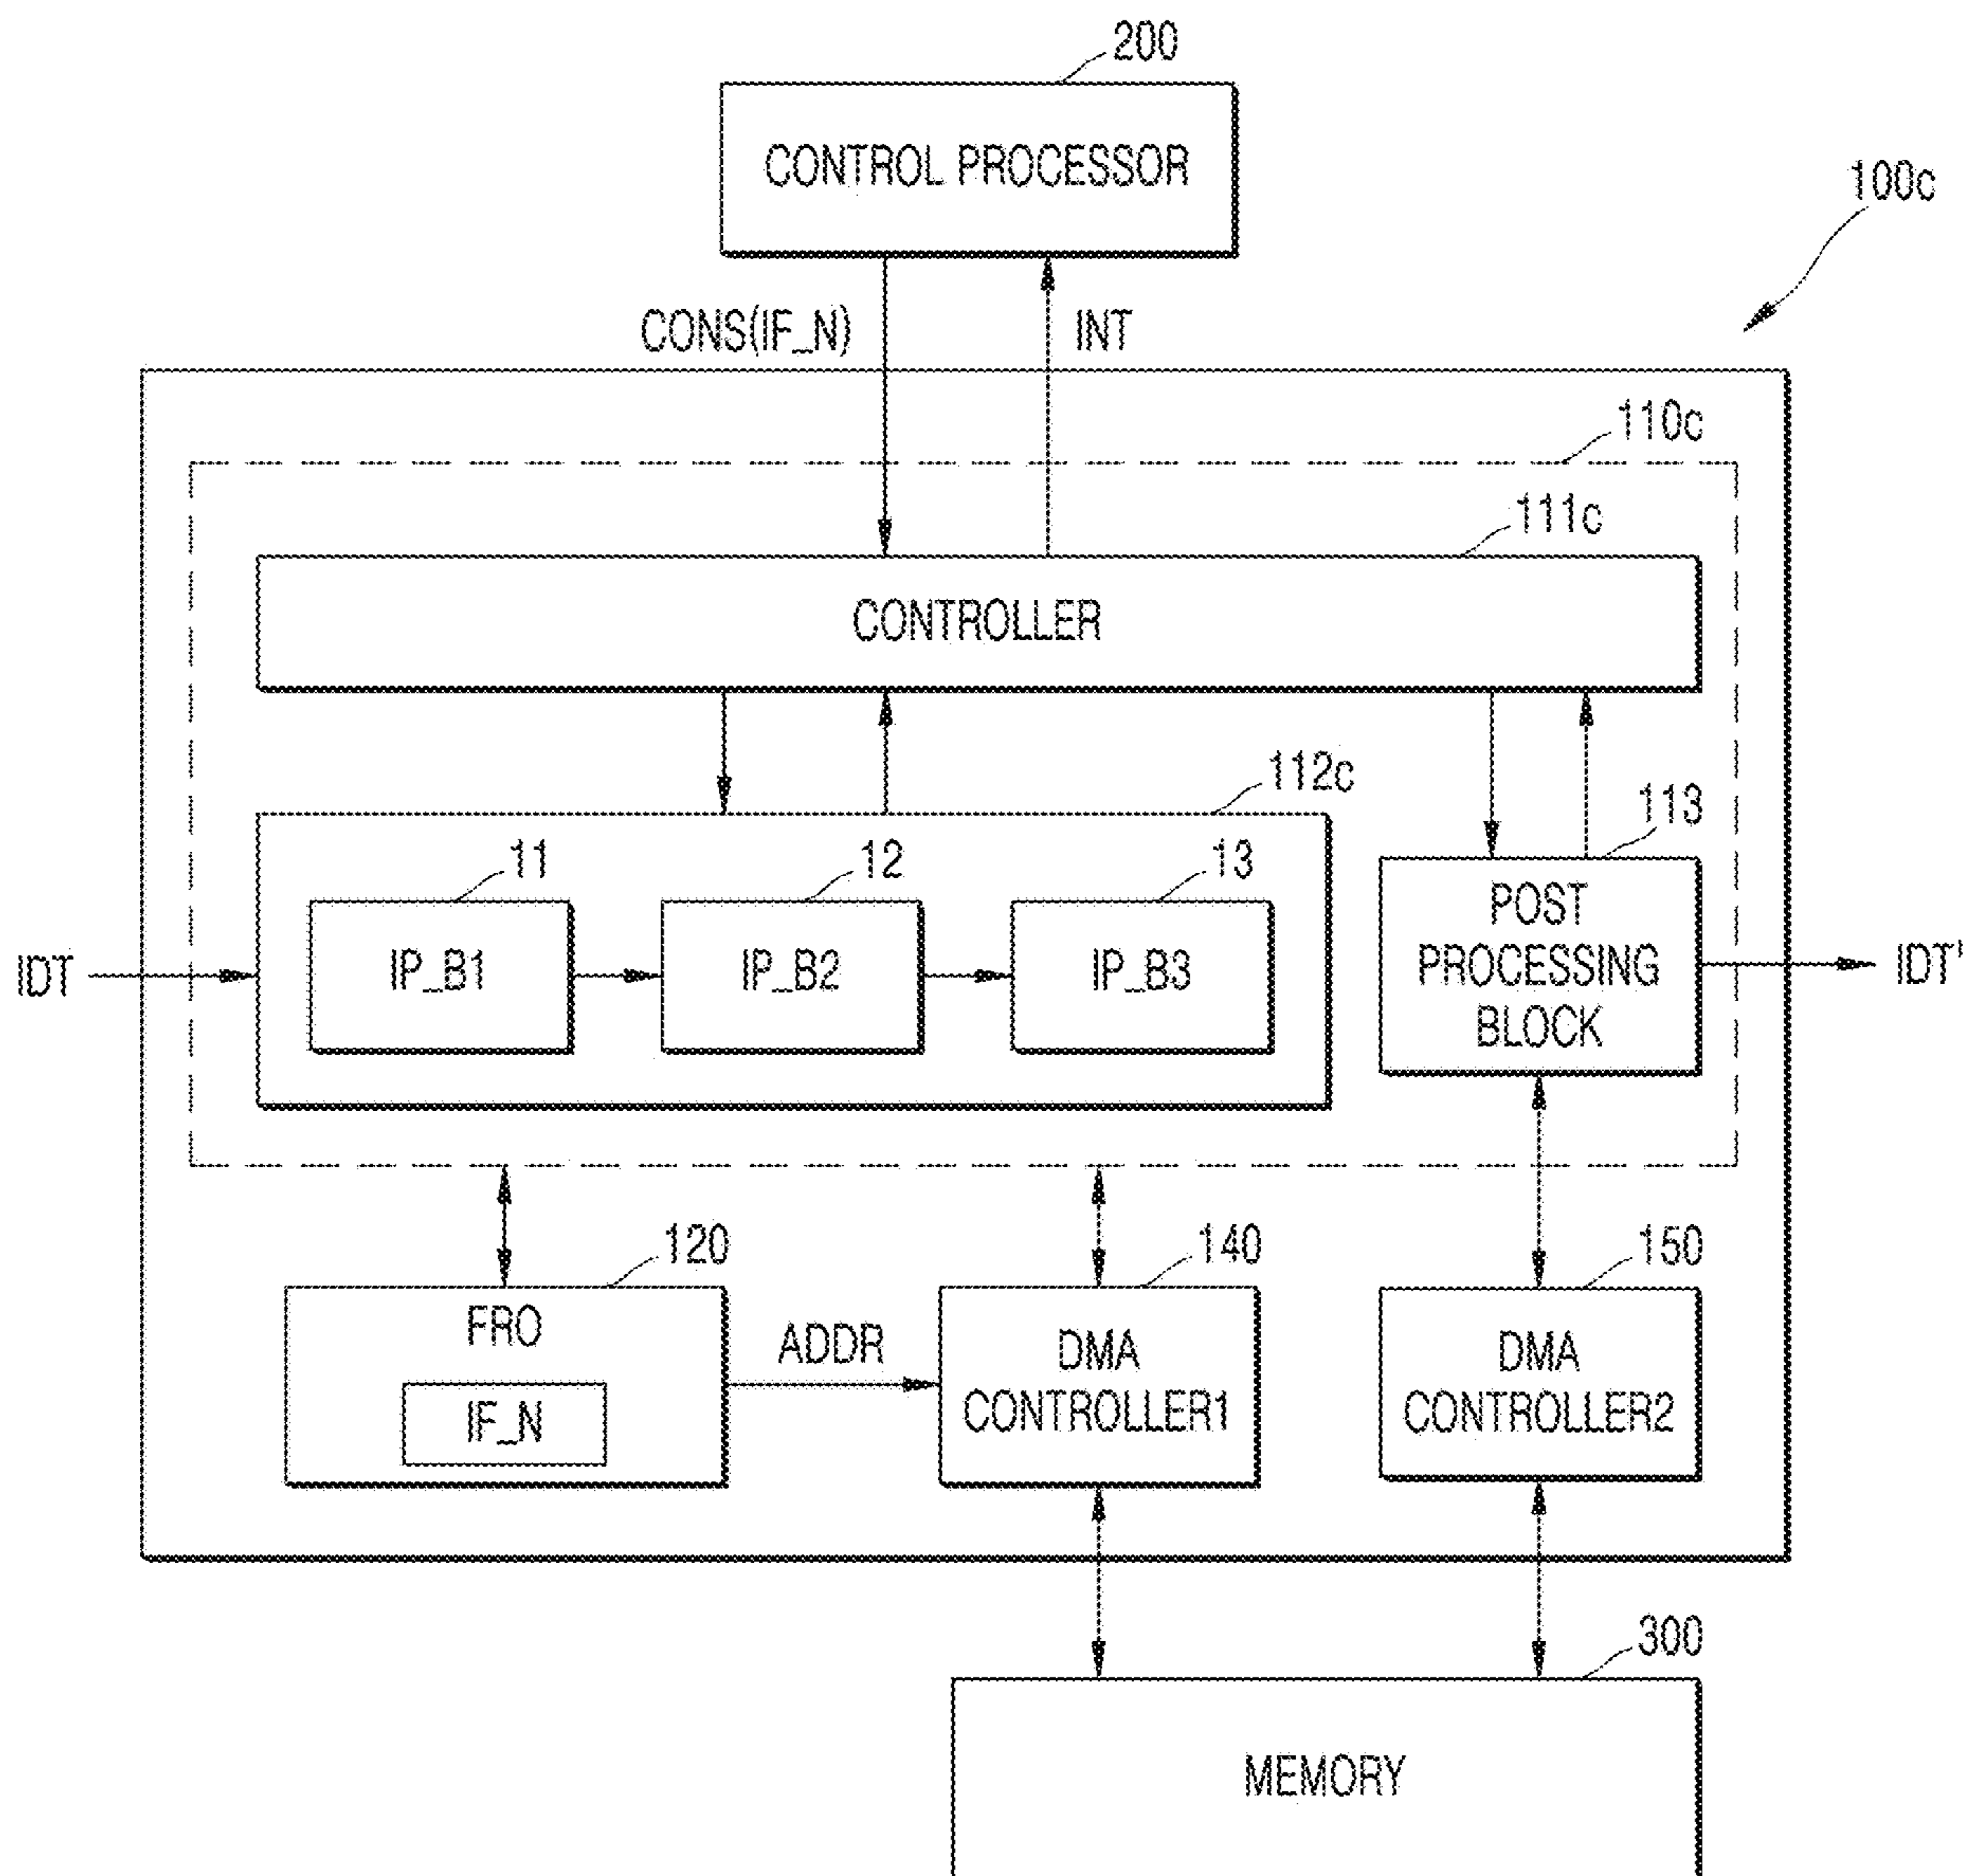 200
CONTROL PROCESSOR
100c
CONS(IF_N)
INT
110c
111c
CONTROLLER
112c
113
11
12
13
IDT
IP_B1
IP_B2
IP_B3
POST
PROCESSING
BLOCK
IDT'
120
140
150
FRO
IF_N
ADDR
DMA
CONTROLLER1
DMA
CONTROLLER2
300
MEMORY